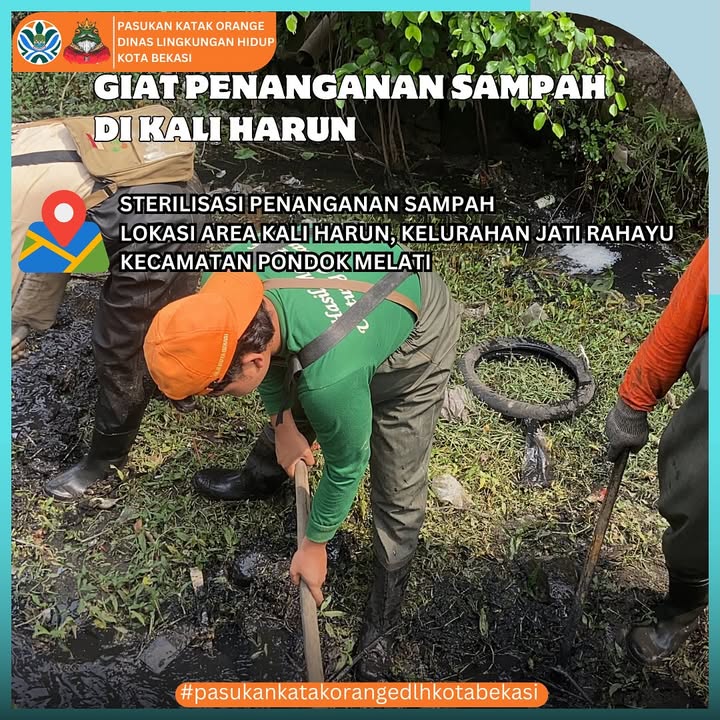 PASUKAN KATAK ORANGE
DINAS LINGKUNGAN HIDUP
KOTA BEKASI
GIAT PENANGANAN SAMPAH
DI KALI HARUN
STERILISASI PENANGANAN SAMPAH
LOKASI AREA KALI HARUN, KELURAHAN JATI RAHAYU
KECAMATAN PONDOK MELATI
#pasukankatakorangedlhkotabekasi